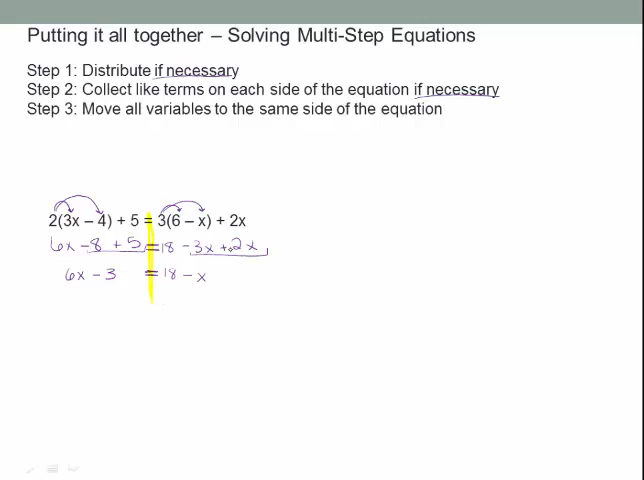 Putting it all together – Solving Multi-Step Equations
Step 1: Distribute if necessary
Step 2: Collect like terms on each side of the equation if necessary
Step 3: Move all variables to the same side of the equation
2(3x – 4) + 5 = 3(6 – x) + 2x
6x - 8 + 5 = 18 - 3x + 2x
6x - 3 = 18 - x